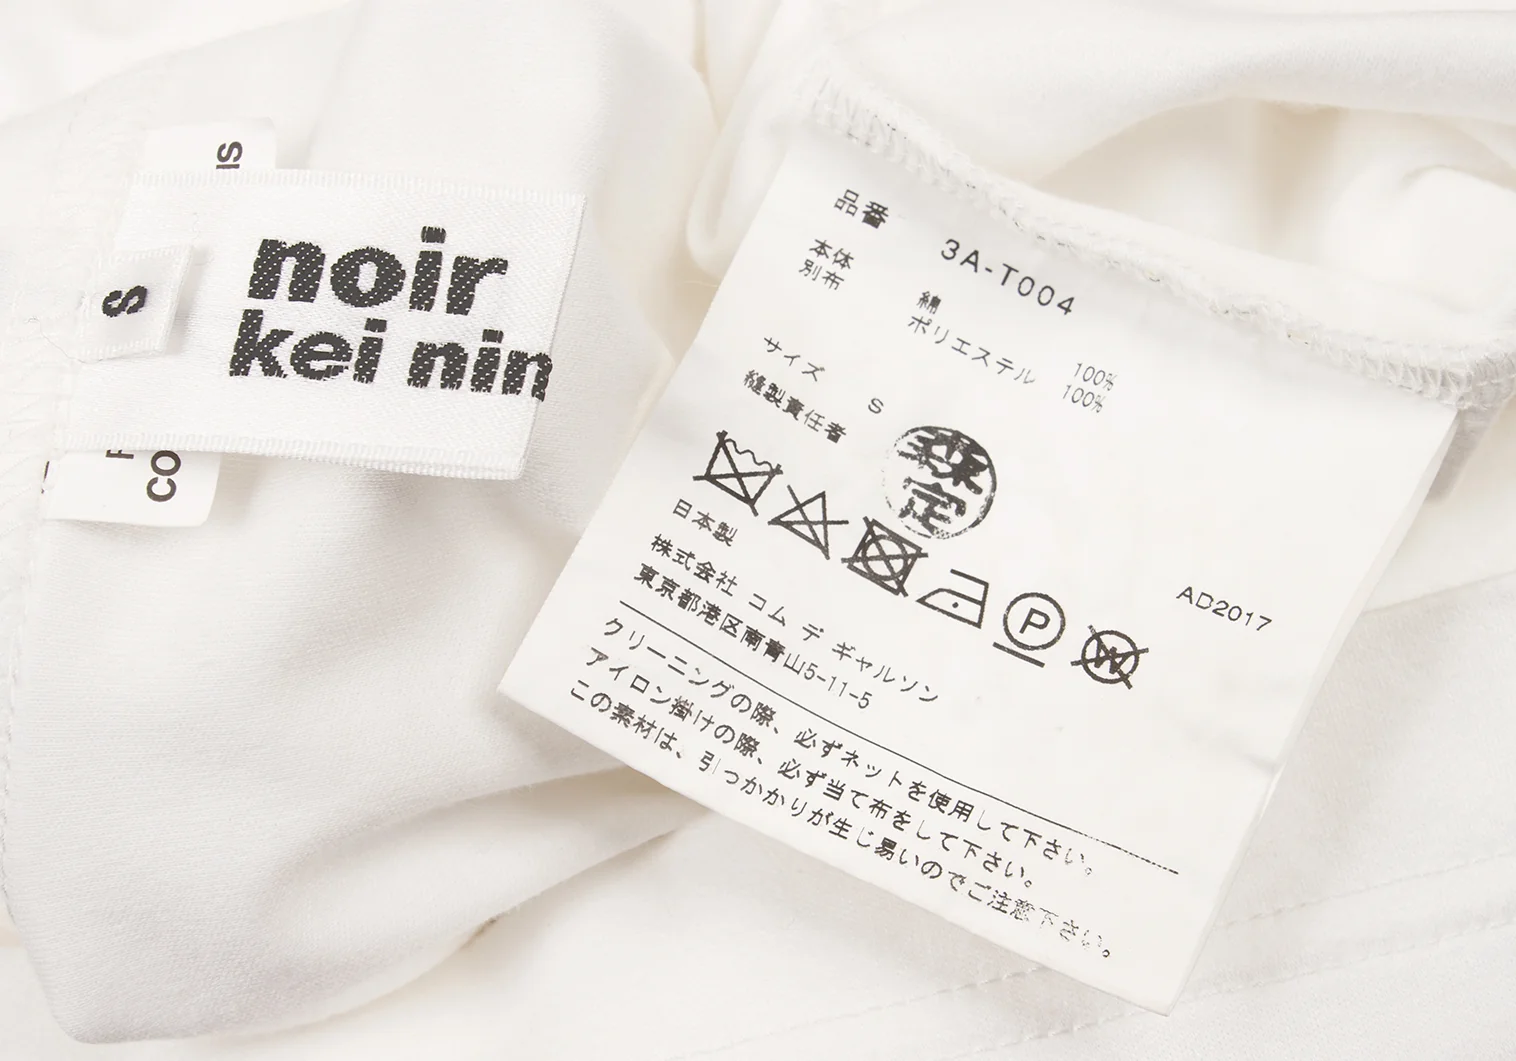 SI
S
noir
kei nin
CO
品番 3A-T004
本体 綿 100%
別布 ポリエステル 100%
サイズ S
縫製責任者
P
W
日本製
AD2017
株式会社 コム デ ギャルソン
東京都港区南青山5-11-5
クリーニングの際、必ずネットを使用して下さい。
アイロン掛けの際、必ず当て布をして下さい。
この素材は、引っかかりが生じ易いのでご注意下さい。